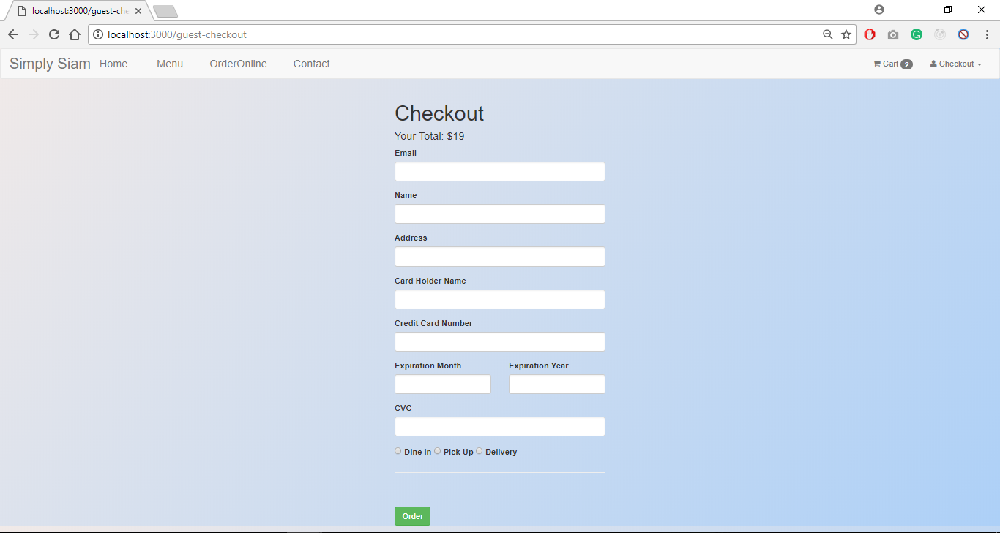 localhost:3000/guest-che
localhost:3000/guest-checkout
Simply Siam Home Menu OrderOnline Contact Cart 2 Checkout
Checkout
Your Total: $19
Email
Name
Address
Card Holder Name
Credit Card Number
Expiration Month Expiration Year
CVC
Dine In Pick Up Delivery
Order